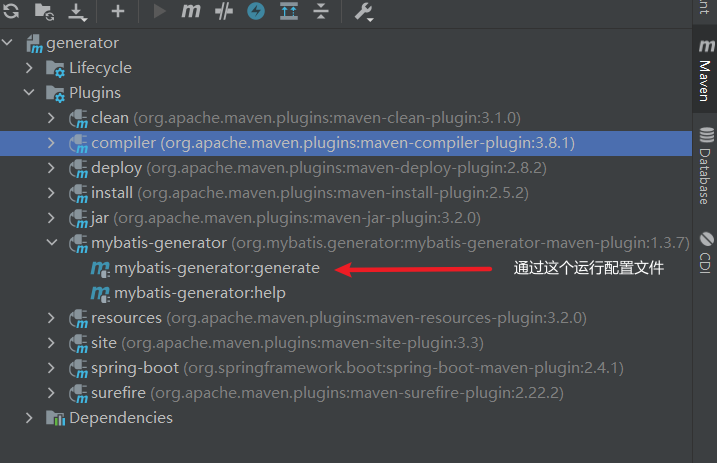 generator
Lifecycle
Plugins
clean (org.apache.maven.plugins:maven-clean-plugin:3.1.0)
compiler (org.apache.maven.plugins:maven-compiler-plugin:3.8.1)
deploy (org.apache.maven.plugins:maven-deploy-plugin:2.8.2)
install (org.apache.maven.plugins:maven-install-plugin:2.5.2)
jar (org.apache.maven.plugins:maven-jar-plugin:3.2.0)
mybatis-generator (org.mybatis.generator:mybatis-generator-maven-plugin:1.3.7)
mybatis-generator:generate 通过这个运行配置文件
mybatis-generator:help
resources (org.apache.maven.plugins:maven-resources-plugin:3.2.0)
site (org.apache.maven.plugins:maven-site-plugin:3.3)
spring-boot (org.springframework.boot:spring-boot-maven-plugin:2.4.1)
surefire (org.apache.maven.plugins:maven-surefire-plugin:2.22.2)
Dependencies
nt
Maven
Database
CDI